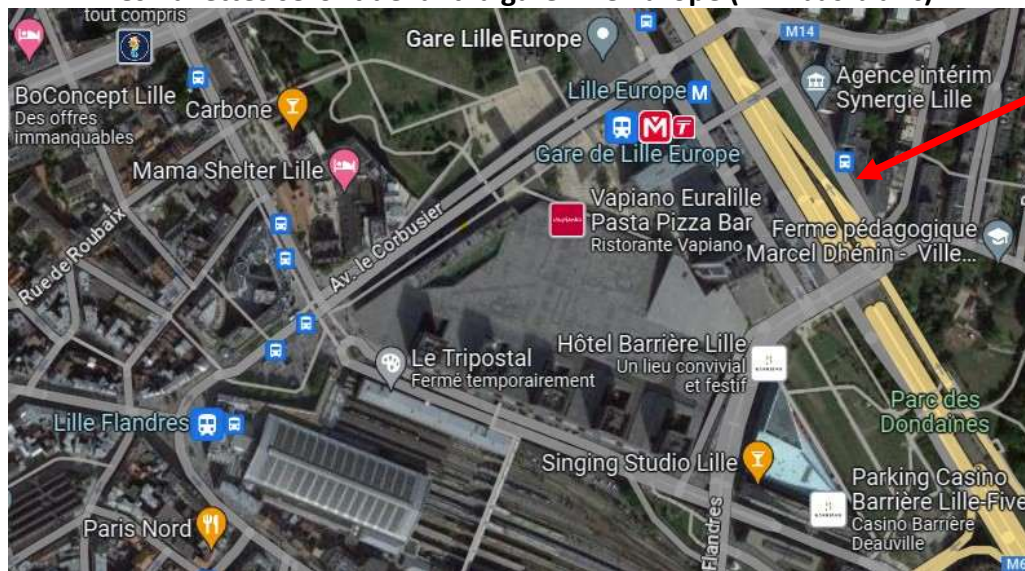 tout compris
BoConcept Lille
Des offres
immanquables
Carbone
Mama Shelter Lille
Gare Lille Europe
Lille Europe M
M T
Gare de Lille Europe
M14
Agence intérim
Synergie Lille
Vapiano Euralille
Pasta Pizza Bar
Ristorante Vapiano
Ferme pédagogique
Marcel Dhénin - Ville...
Rue de Roubaix
Av. le Corbusier
Le Tripostal
Fermé temporairement
Hôtel Barrière Lille
Un lieu convivial
et festif
Parc des
Dondaines
Lille Flandres
Singing Studio Lille
Parking Casino
Barrière Lille-Five
Casino Barrière
Deauville
Paris Nord
Flandres
M6